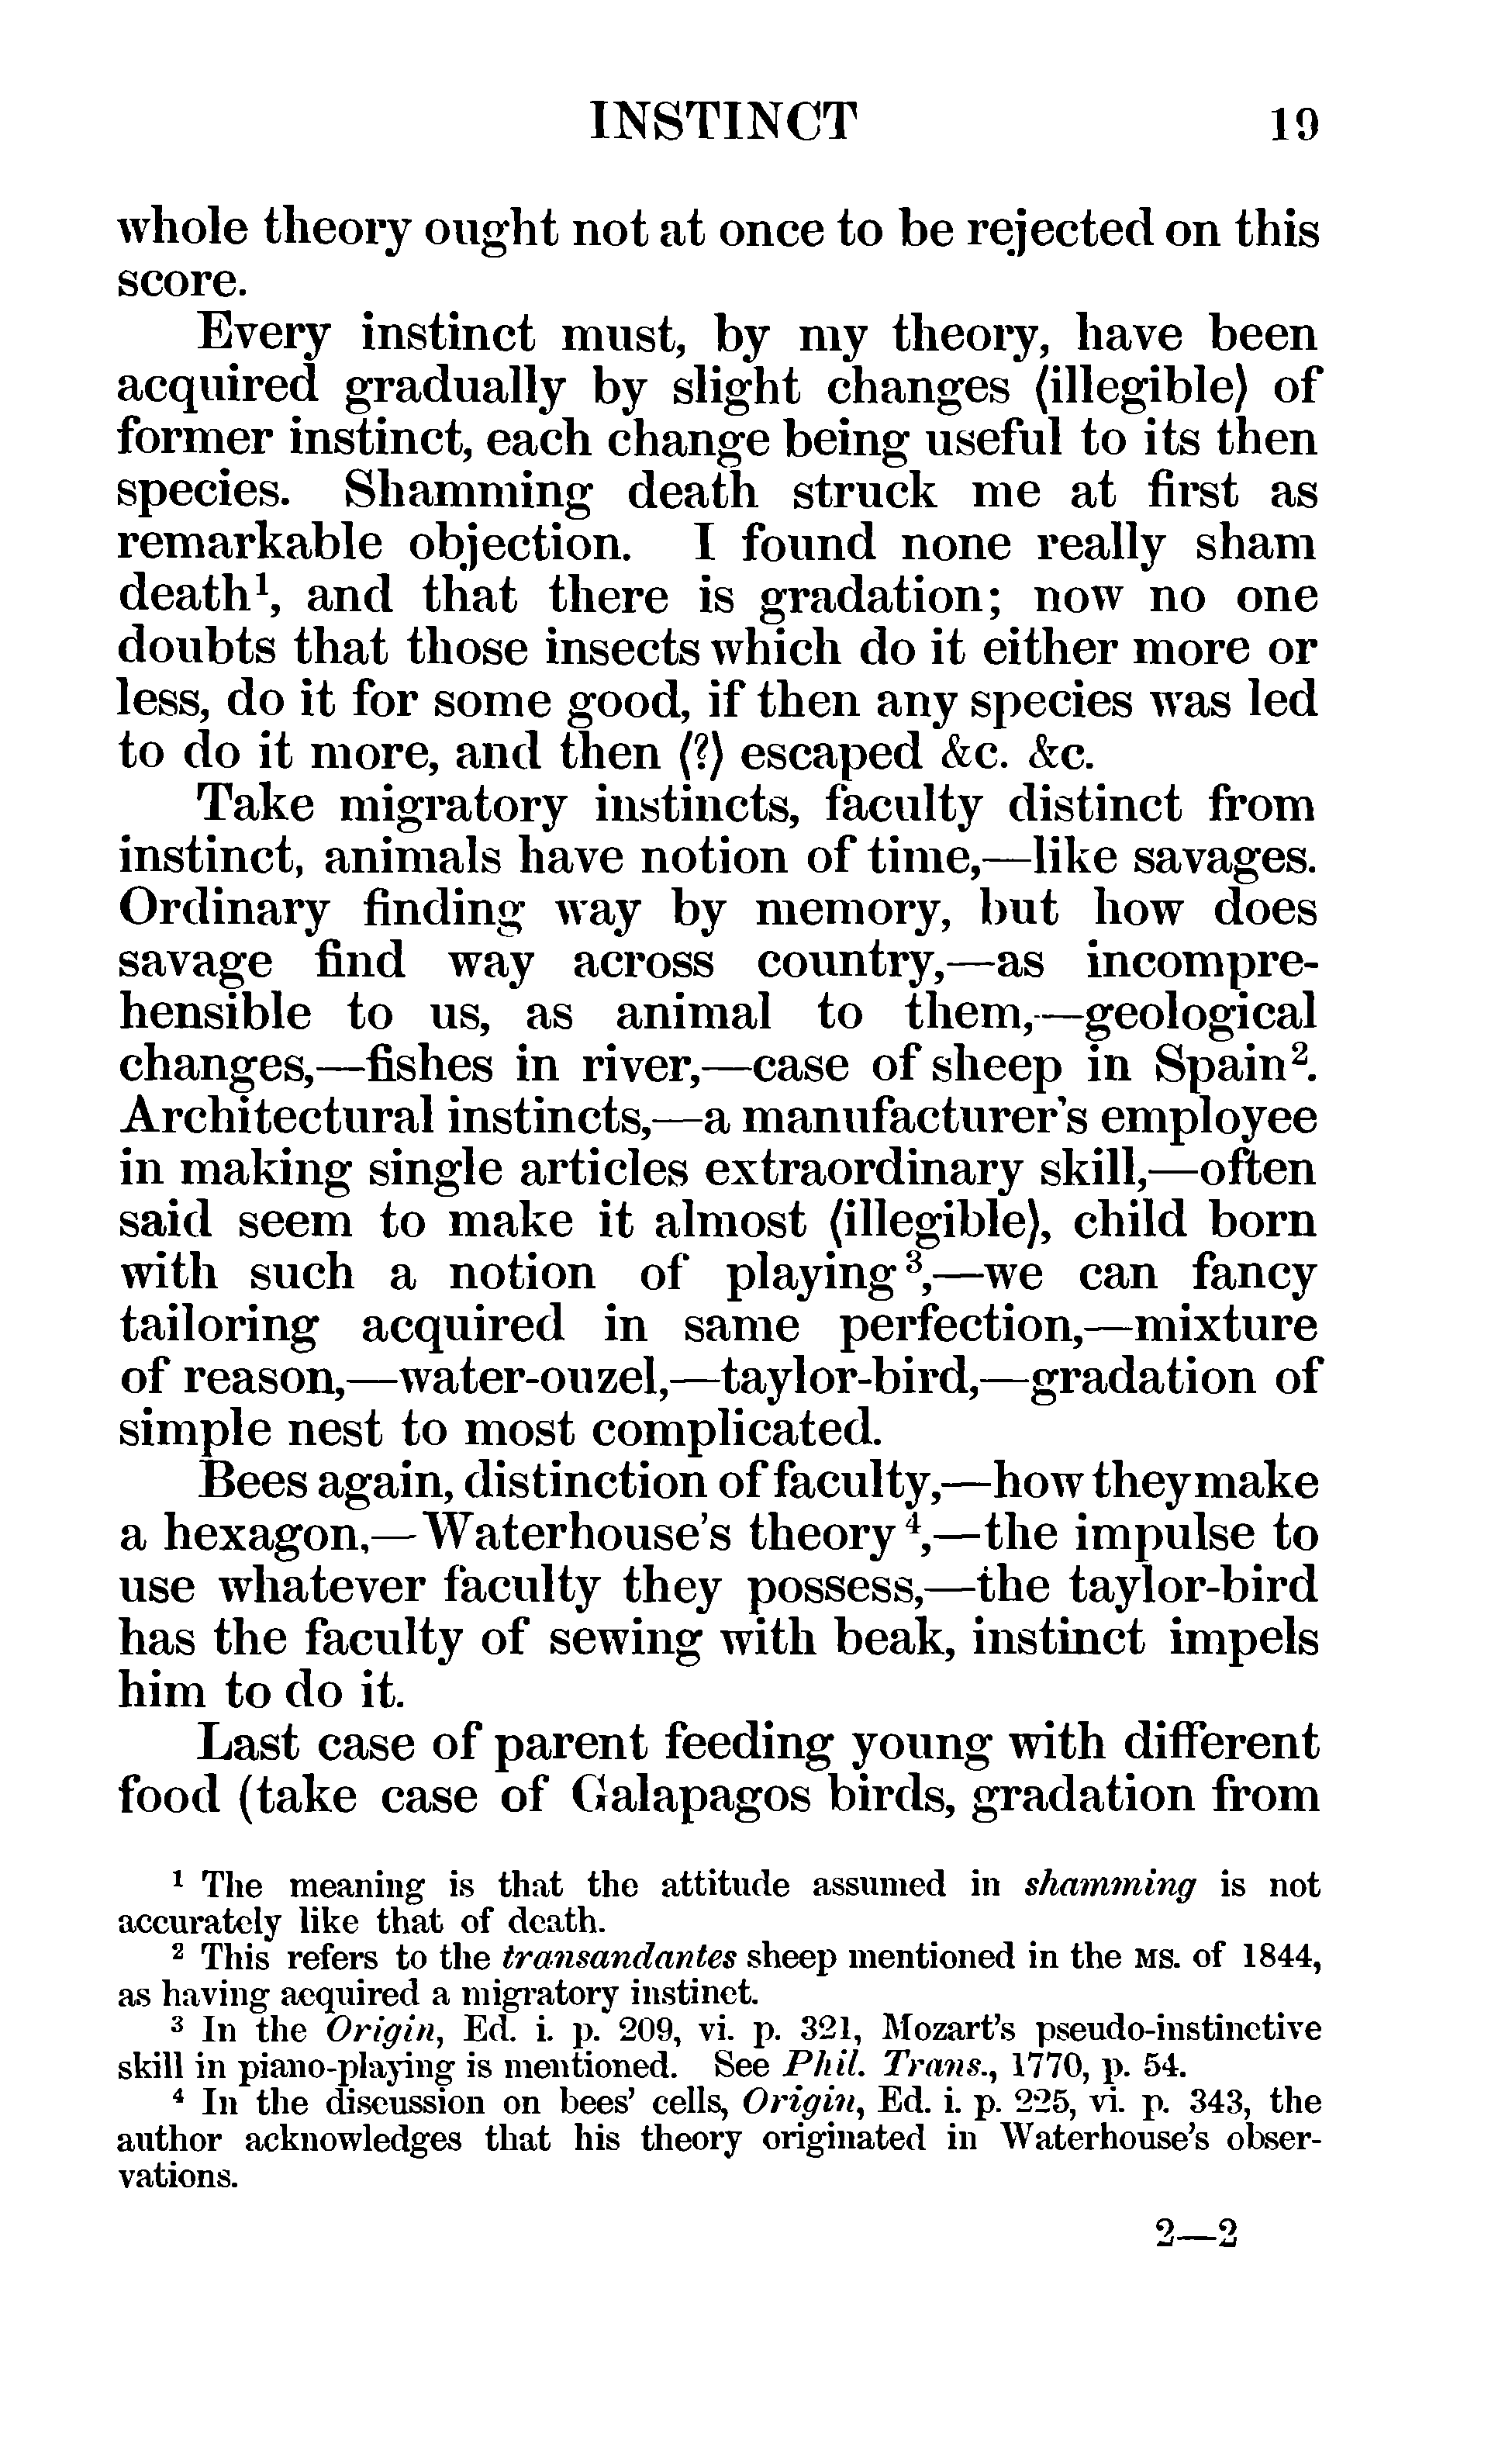 INSTINCT 19
whole theory ought not at once to be rejected on this
score.
Every instinct must, by my theory, have been
acquired gradually by slight changes ⟨illegible⟩ of
former instinct, each change being useful to its then
species. Shamming death struck me at first as
remarkable objection. I found none really sham
death¹, and that there is gradation; now no one
doubts that those insects which do it either more or
less, do it for some good, if then any species was led
to do it more, and then ⟨?⟩ escaped &c. &c.
Take migratory instincts, faculty distinct from
instinct, animals have notion of time,—like savages.
Ordinary finding way by memory, but how does
savage find way across country,—as incompre-
hensible to us, as animal to them,—geological
changes,—fishes in river,—case of sheep in Spain².
Architectural instincts,—a manufacturer's employee
in making single articles extraordinary skill,—often
said seem to make it almost ⟨illegible⟩, child born
with such a notion of playing³,—we can fancy
tailoring acquired in same perfection,—mixture
of reason,—water-ouzel,—taylor-bird,—gradation of
simple nest to most complicated.
Bees again, distinction of faculty,—how they make
a hexagon,—Waterhouse's theory⁴,—the impulse to
use whatever faculty they possess,—the taylor-bird
has the faculty of sewing with beak, instinct impels
him to do it.
Last case of parent feeding young with different
food (take case of Galapagos birds, gradation from
¹ The meaning is that the attitude assumed in shamming is not
accurately like that of death.
² This refers to the transandantes sheep mentioned in the MS. of 1844,
as having acquired a migratory instinct.
³ In the Origin, Ed. i. p. 209, vi. p. 321, Mozart's pseudo-instinctive
skill in piano-playing is mentioned. See Phil. Trans., 1770, p. 54.
⁴ In the discussion on bees' cells, Origin, Ed. i. p. 225, vi. p. 343, the
author acknowledges that his theory originated in Waterhouse's obser-
vations.
2—2